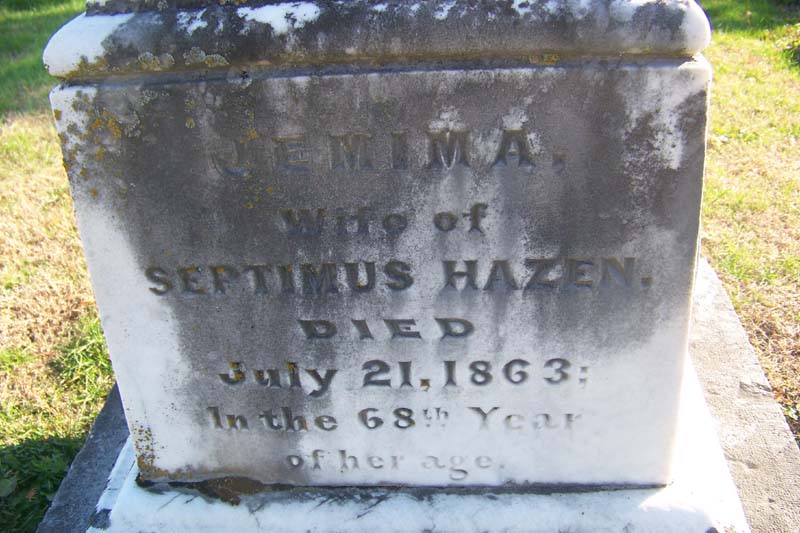 JEMIMA.
Wife of
SEPTIMUS HAZEN.
DIED
July 21, 1863;
In the 68th Year
of her age.